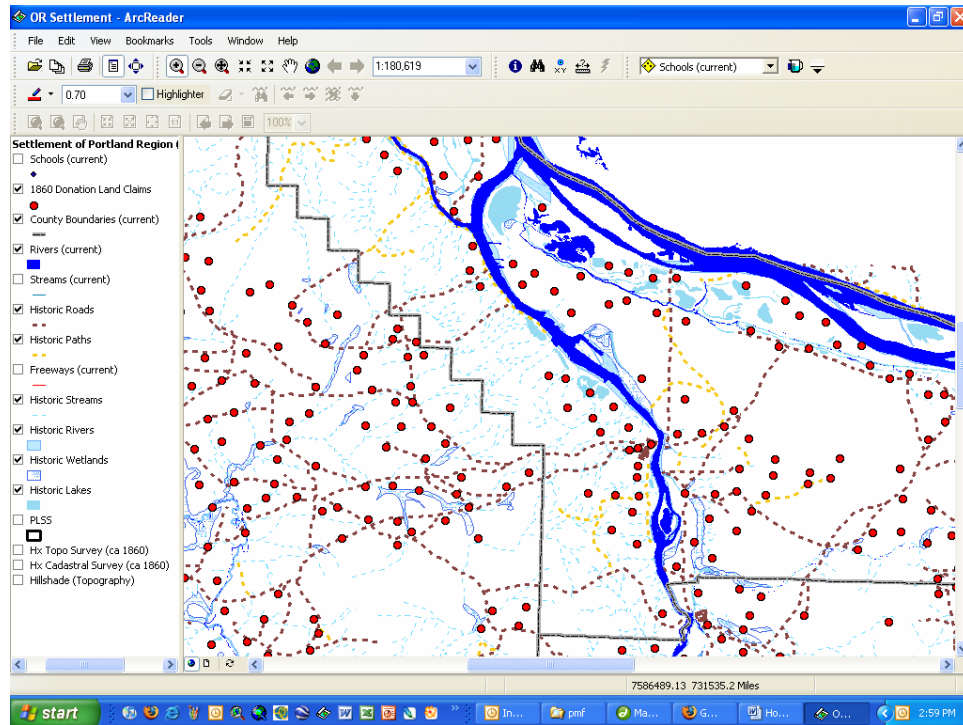 OR Settlement - ArcReader
File Edit View Bookmarks Tools Window Help
1:180,619 Schools (current)
0.70 Highlighter
100%
Settlement of Portland Region (
Schools (current)
1860 Donation Land Claims
County Boundaries (current)
Rivers (current)
Streams (current)
Historic Roads
Historic Paths
Freeways (current)
Historic Streams
Historic Rivers
Historic Wetlands
Historic Lakes
PLSS
Hx Topo Survey (ca 1860)
Hx Cadastral Survey (ca 1860)
Hillshade (Topography)
7586489.13 731535.2 Miles
start In... pmf Ma... G... Ho... O... 2:59 PM